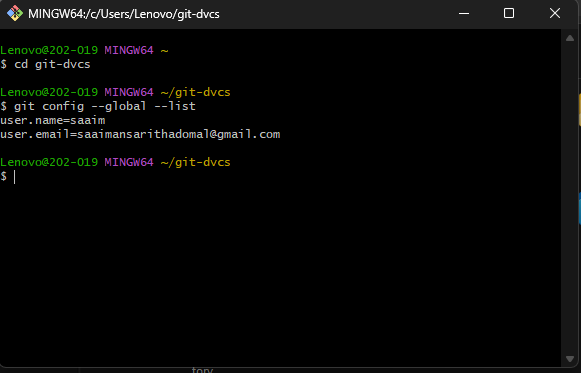 MINGW64:/c/Users/Lenovo/git-dvcs
Lenovo@202-019 MINGW64 ~
$ cd git-dvcs
Lenovo@202-019 MINGW64 ~/git-dvcs
$ git config --global --list
user.name=saaim
user.email=saaimansarithadomal@gmail.com
Lenovo@202-019 MINGW64 ~/git-dvcs
$
tory